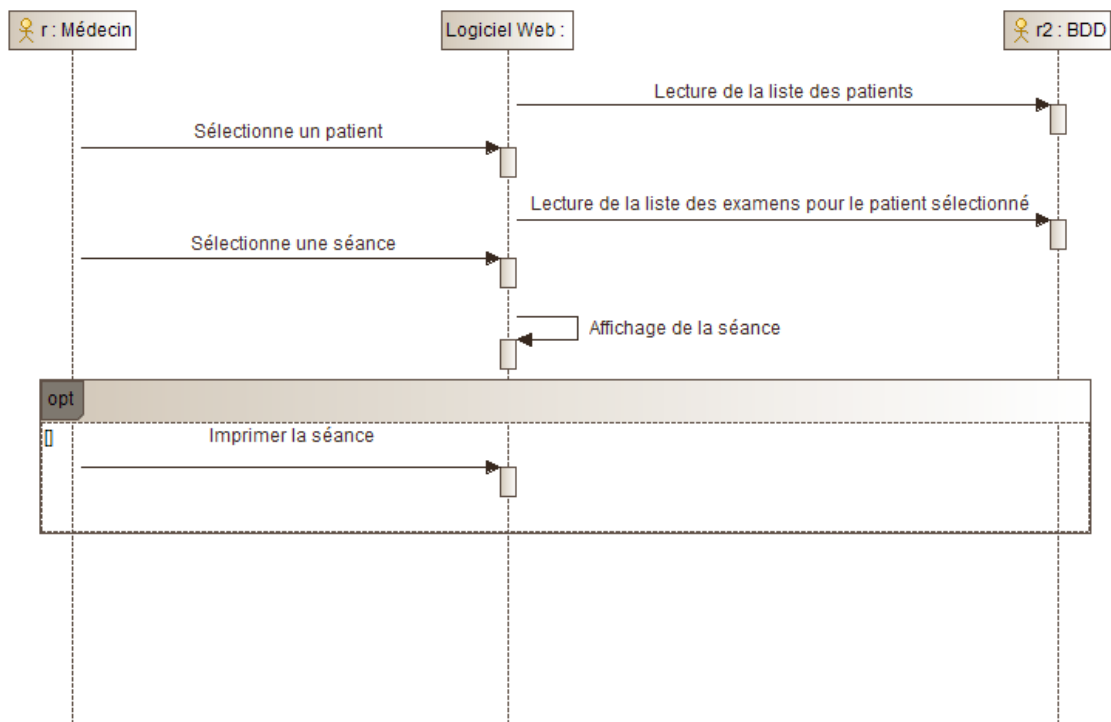 r : Médecin
Logiciel Web :
r2 : BDD
Lecture de la liste des patients
Sélectionne un patient
Lecture de la liste des examens pour le patient sélectionné
Sélectionne une séance
Affichage de la séance
opt
[]
Imprimer la séance